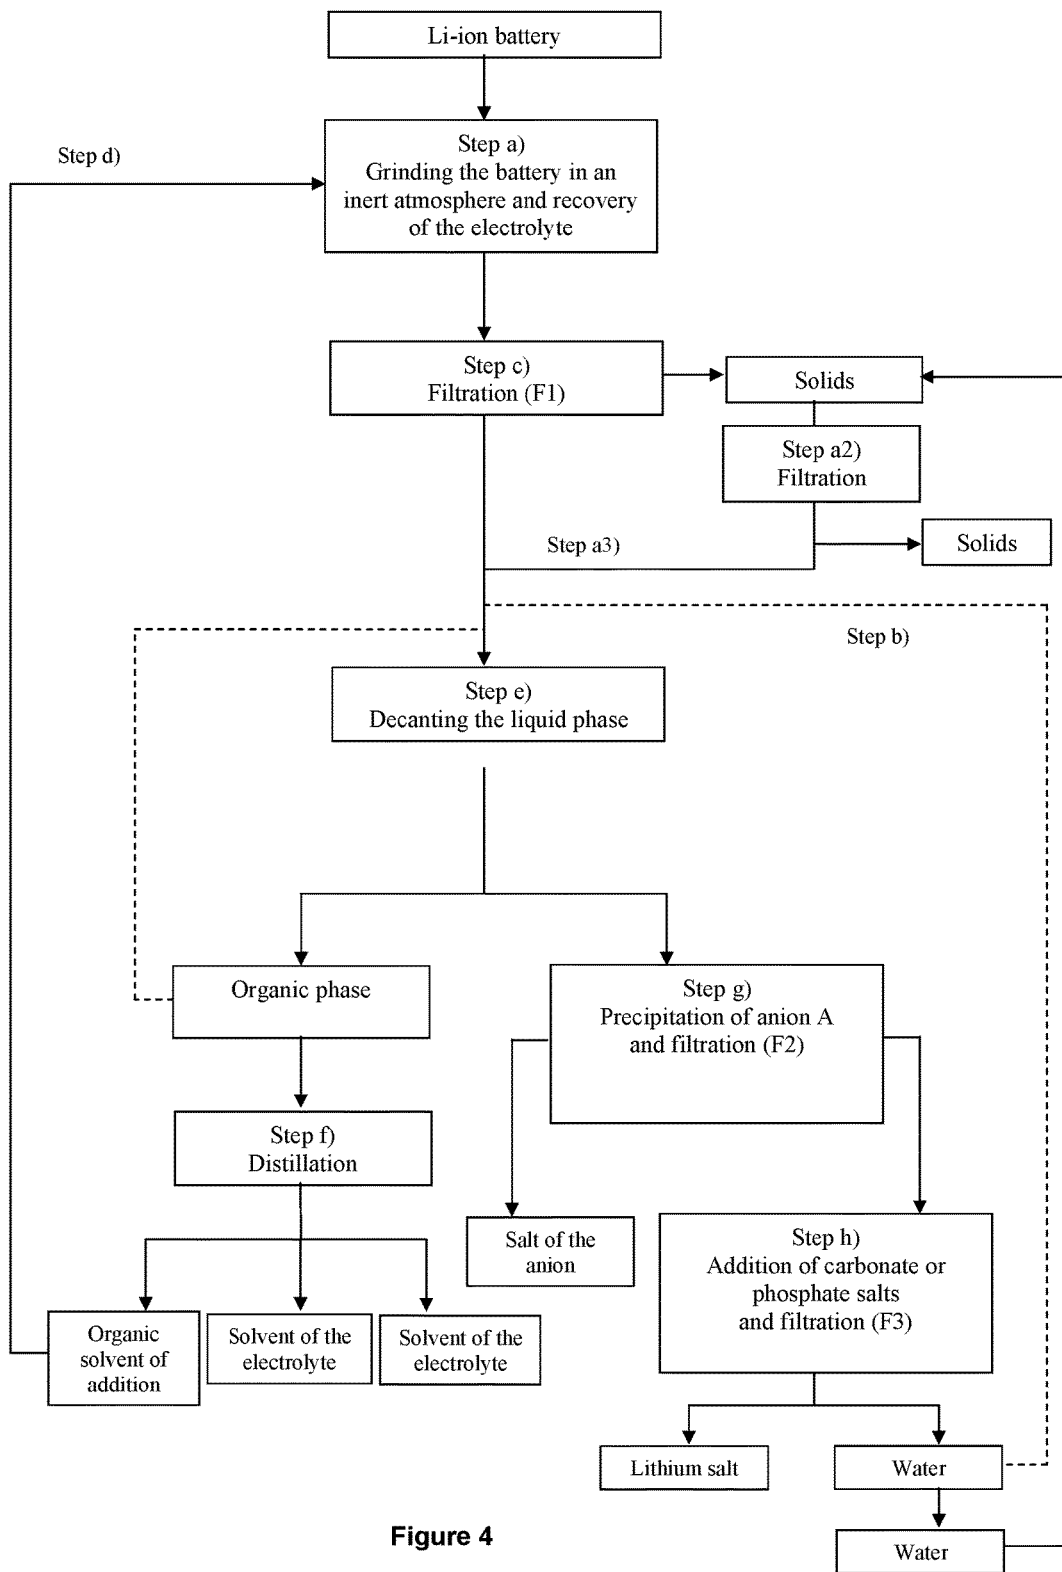 Li-ion battery
Step d)
Step a)
Grinding the battery in an
inert atmosphere and recovery
of the electrolyte
Step c)
Filtration (F1)
Solids
Step a2)
Filtration
Step a3)
Solids
Step b)
Step e)
Decanting the liquid phase
Organic phase
Step g)
Precipitation of anion A
and filtration (F2)
Step f)
Distillation
Salt of the
anion
Step h)
Addition of carbonate or
phosphate salts
and filtration (F3)
Organic
solvent of
addition
Solvent of the
electrolyte
Solvent of the
electrolyte
Lithium salt
Water
Water
Figure 4